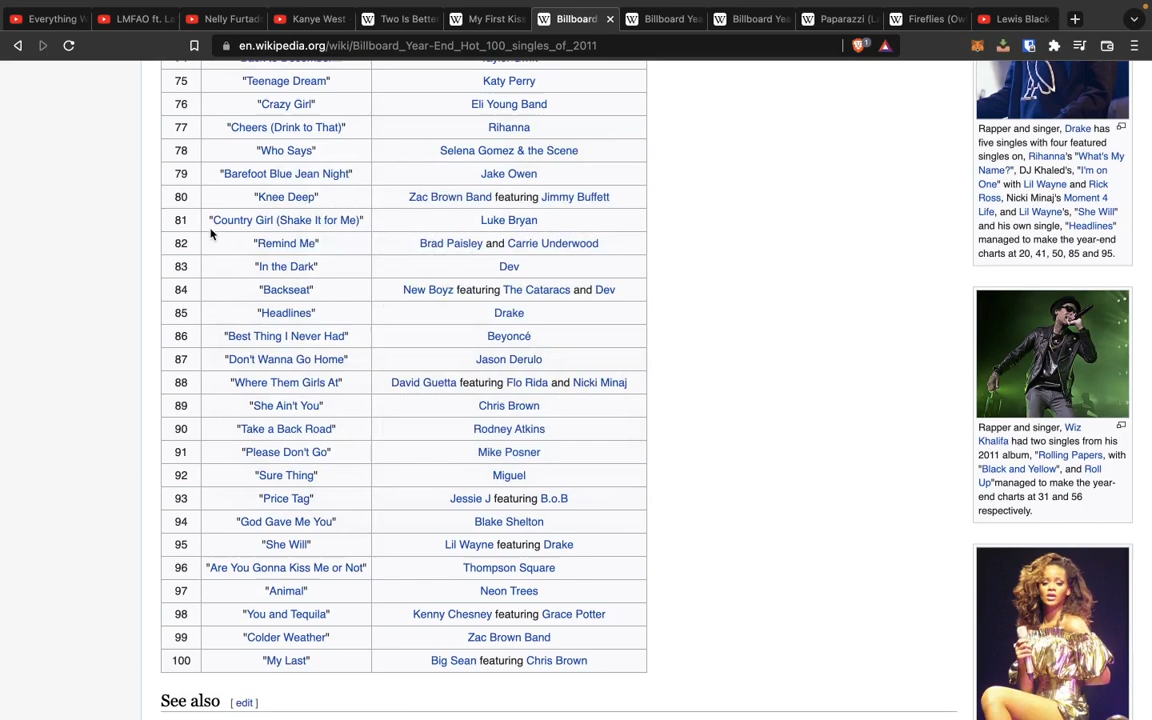 Everything W
LMFAO ft. La
Nelly Furtad
Kanye West
Two Is Bette
My First Kis
Billboard
Billboard Yea
Billboard Yea
Paparazzi (L
Fireflies (Ow
Lewis Black
en.wikipedia.org/wiki/Billboard_Year-End_Hot_100_singles_of_2011
1
75 "Teenage Dream" Katy Perry
76 "Crazy Girl" Eli Young Band
77 "Cheers (Drink to That)" Rihanna
78 "Who Says" Selena Gomez & the Scene
79 "Barefoot Blue Jean Night" Jake Owen
80 "Knee Deep" Zac Brown Band featuring Jimmy Buffett
81 "Country Girl (Shake It for Me)" Luke Bryan
82 "Remind Me" Brad Paisley and Carrie Underwood
83 "In the Dark" Dev
84 "Backseat" New Boyz featuring The Cataracs and Dev
85 "Headlines" Drake
86 "Best Thing I Never Had" Beyoncé
87 "Don't Wanna Go Home" Jason Derulo
88 "Where Them Girls At" David Guetta featuring Flo Rida and Nicki Minaj
89 "She Ain't You" Chris Brown
90 "Take a Back Road" Rodney Atkins
91 "Please Don't Go" Mike Posner
92 "Sure Thing" Miguel
93 "Price Tag" Jessie J featuring B.o.B
94 "God Gave Me You" Blake Shelton
95 "She Will" Lil Wayne featuring Drake
96 "Are You Gonna Kiss Me or Not" Thompson Square
97 "Animal" Neon Trees
98 "You and Tequila" Kenny Chesney featuring Grace Potter
99 "Colder Weather" Zac Brown Band
100 "My Last" Big Sean featuring Chris Brown
See also [ edit ]
Rapper and singer, Drake has
five singles with four featured
singles on, Rihanna's "What's My
Name?", DJ Khaled's, "I'm on
One" with Lil Wayne and Rick
Ross, Nicki Minaj's Moment 4
Life, and Lil Wayne's, "She Will"
and his own single, "Headlines"
managed to make the year-end
charts at 20, 41, 50, 85 and 95.
Rapper and singer, Wiz
Khalifa had two singles from his
2011 album, "Rolling Papers, with
"Black and Yellow", and Roll
Up"managed to make the year-
end charts at 31 and 56
respectively.